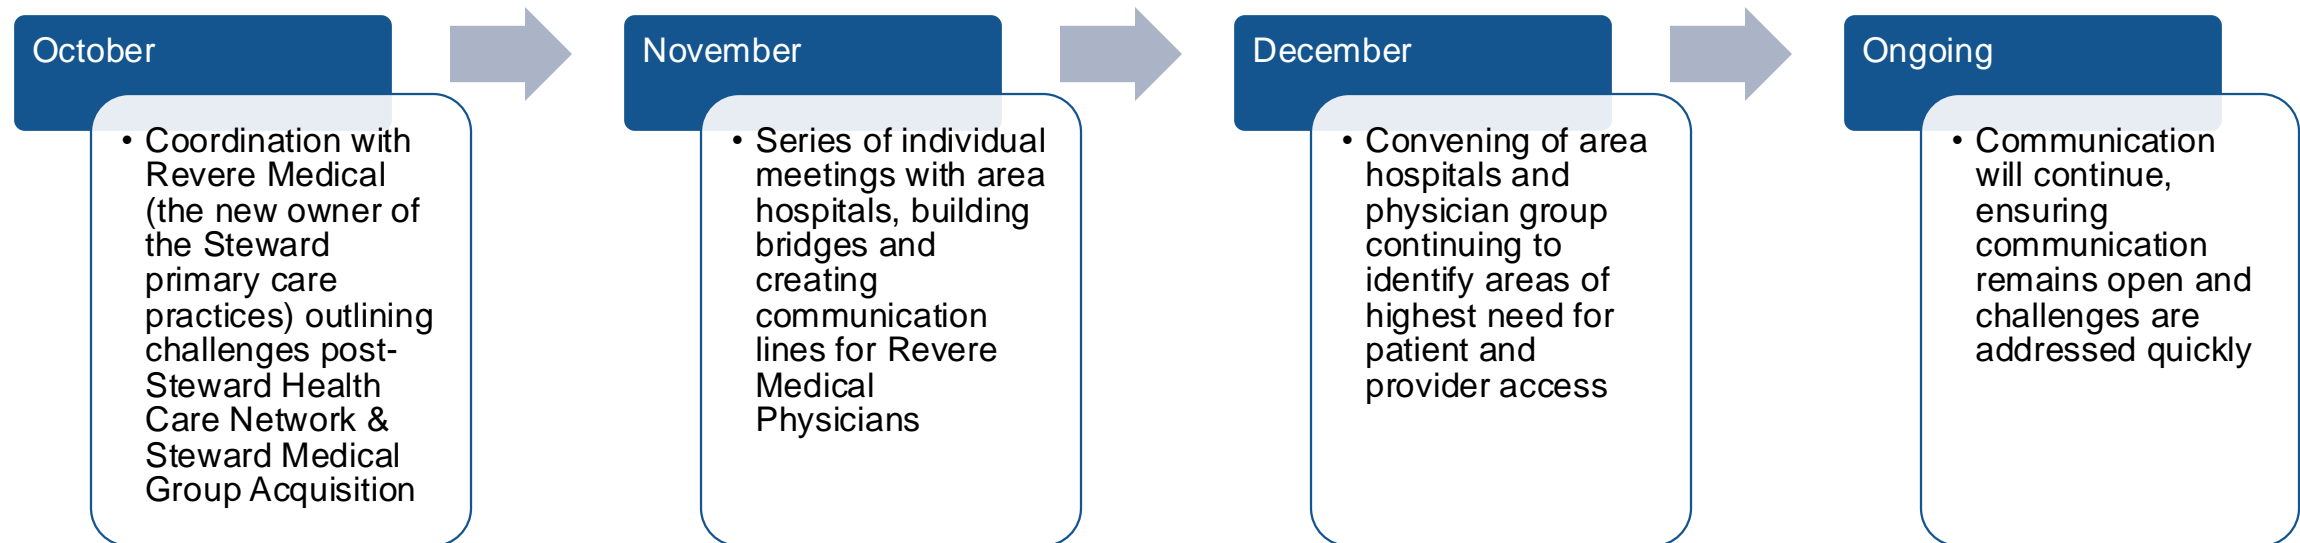 October
• Coordination with
Revere Medical
(the new owner of
the Steward
primary care
practices) outlining
challenges post-
Steward Health
Care Network &
Steward Medical
Group Acquisition
November
• Series of individual
meetings with area
hospitals, building
bridges and
creating
communication
lines for Revere
Medical
Physicians
December
• Convening of area
hospitals and
physician group
continuing to
identify areas of
highest need for
patient and
provider access
Ongoing
• Communication
will continue,
ensuring
communication
remains open and
challenges are
addressed quickly